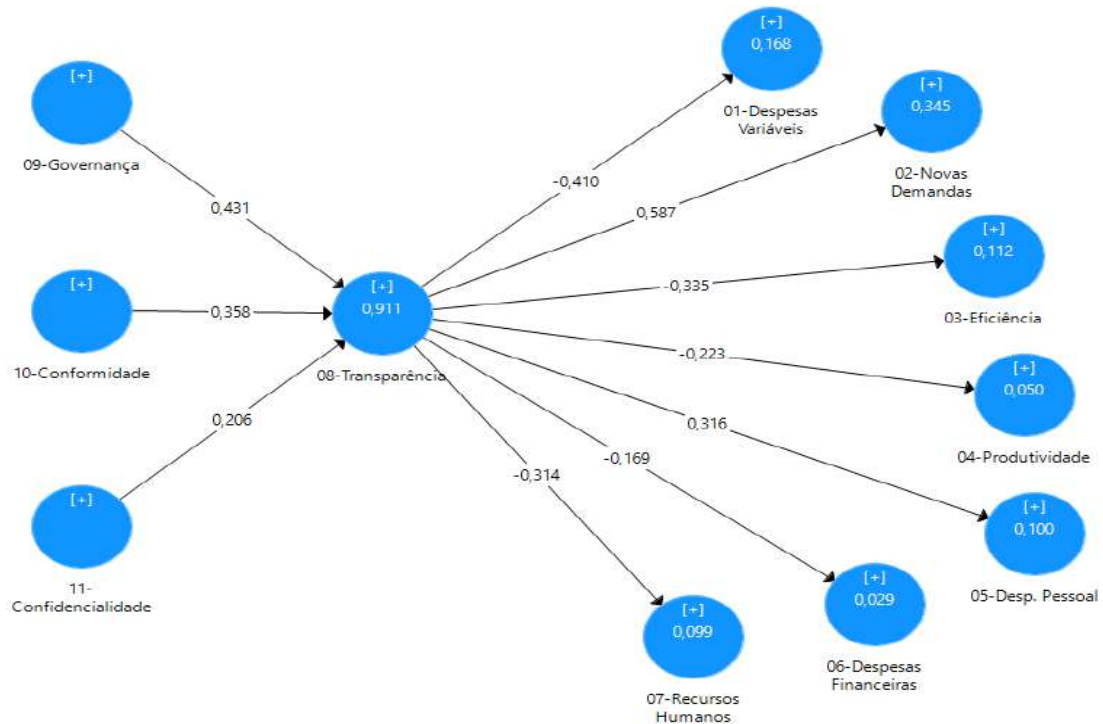 [+]
0,168
01-Despesas
Variáveis
[+]
0,345
02-Novas
Demandas
[+]
0,112
03-Eficiência
[+]
0,050
04-Produtividade
[+]
0,100
05-Desp. Pessoal
[+]
0,029
06-Despesas
Financeiras
[+]
0,099
07-Recursos
Humanos
[+]
0,911
08-Transparência
[+]
09-Governança
[+]
10-Conformidade
[+]
11-
Confidencialidade
0,431
0,358
0,206
-0,410
0,587
-0,335
-0,223
0,316
-0,169
-0,314